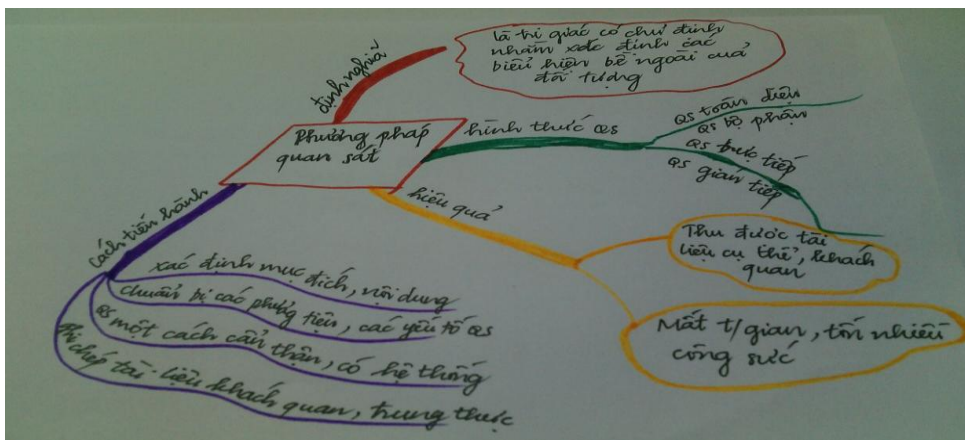 Phương pháp
quan sát
định nghĩa
là tri giác có chủ định
nhằm xác định các
biểu hiện bề ngoài của
đối tượng
hình thức QS
QS toàn diện
QS bộ phận
QS trực tiếp
QS gián tiếp
hiệu quả
Thu được tài
liệu cụ thể, khách
quan
Mất t/gian, tốn nhiều
công sức
Cách tiến hành
xác định mục đích, nội dung
chuẩn bị các phương tiện, các yếu tố QS
QS một cách cẩn thận, có hệ thống
ghi chép tài liệu khách quan, trung thực